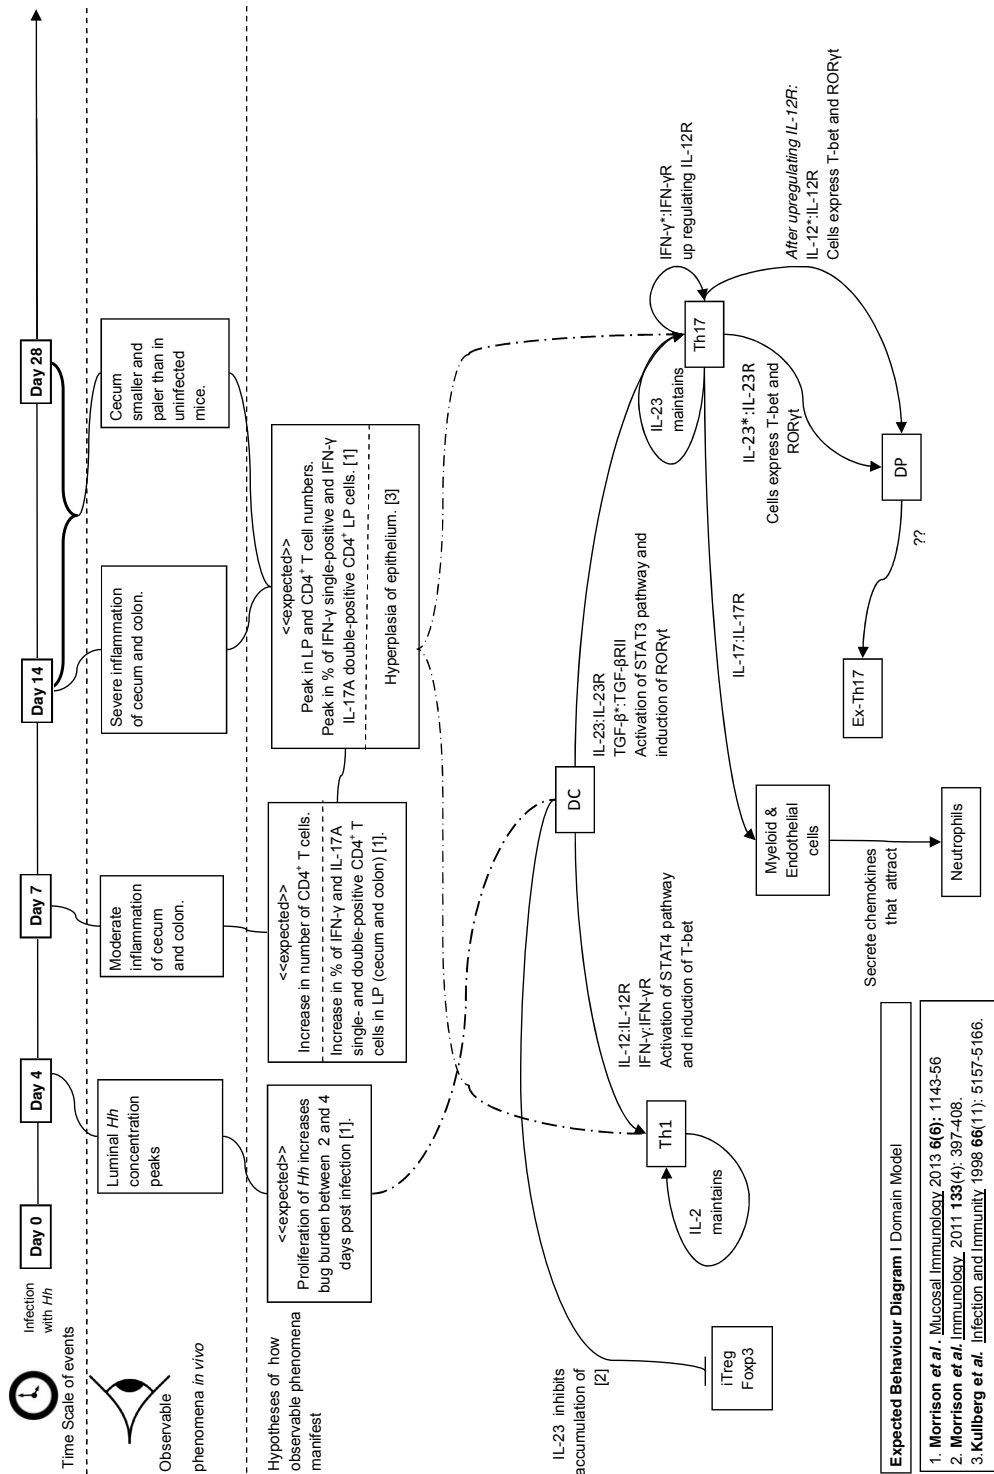 Time Scale of events
Infection
with Hh
Day 0
Day 4
Day 7
Day 14
Day 28
Observable
phenomena in vivo
Luminal Hh
concentration
peaks
Moderate
inflammation
of cecum
and colon.
Severe inflammation
of cecum and colon.
Cecum
smaller and
paler than in
uninfected
mice.
Hypotheses of how
observable phenomena
manifest
<<expected>>
Proliferation of Hh increases
bug burden between 2 and 4
days post infection [1].
<<expected>>
Increase in number of CD4⁺ T cells.
Increase in % of IFN-γ and IL-17A
single- and double-positive CD4⁺ T
cells in LP (cecum and colon) [1].
<<expected>>
Peak in LP and CD4⁺ T cell numbers.
Peak in % of IFN-γ single-positive and IFN-γ
IL-17A double-positive CD4⁺ LP cells. [1]
Hyperplasia of epithelium. [3]
IL-23 inhibits
accumulation of
[2]
iTreg
Foxp3
DC
IL-12:IL-12R
IFN-γ:IFN-γR
Activation of STAT4 pathway
and induction of T-bet
Th1
IL-2
maintains
IL-23:IL-23R
TGF-β*:TGF-βRII
Activation of STAT3 pathway and
induction of RORγt
IL-23
maintains
Th17
IFN-γ*:IFN-γR
up regulating IL-12R
After upregulating IL-12R:
IL-12*:IL-12R
Cells express T-bet and RORγt
IL-23*:IL-23R
Cells express T-bet and
RORγt
DP
??
Ex-Th17
IL-17:IL-17R
Myeloid &
Endothelial
cells
Secrete chemokines
that attract
Neutrophils
Expected Behaviour Diagram I Domain Model
1. Morrison et al. Mucosal Immunology 2013 6(6): 1143-56
2. Morrison et al. Immunology 2011 133(4): 397-408.
3.Kullberg et al. Infection and Immunity 1998 66(11): 5157-5166.